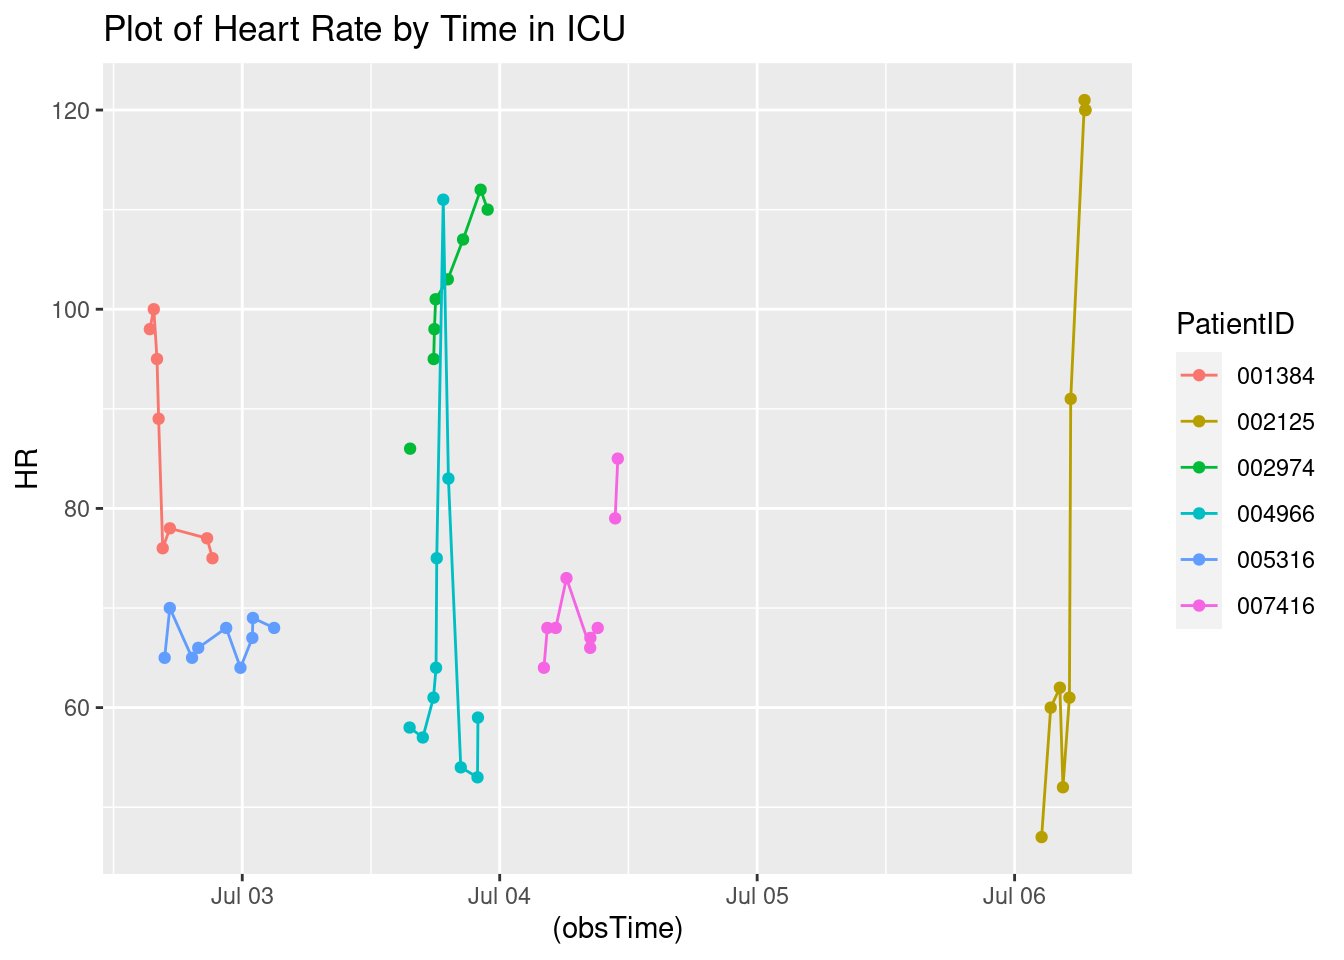 Plot of Heart Rate by Time in ICU
120
100
80
60
HR
Jul 03
Jul 04
Jul 05
Jul 06
(obsTime)
PatientID
001384
002125
002974
004966
005316
007416